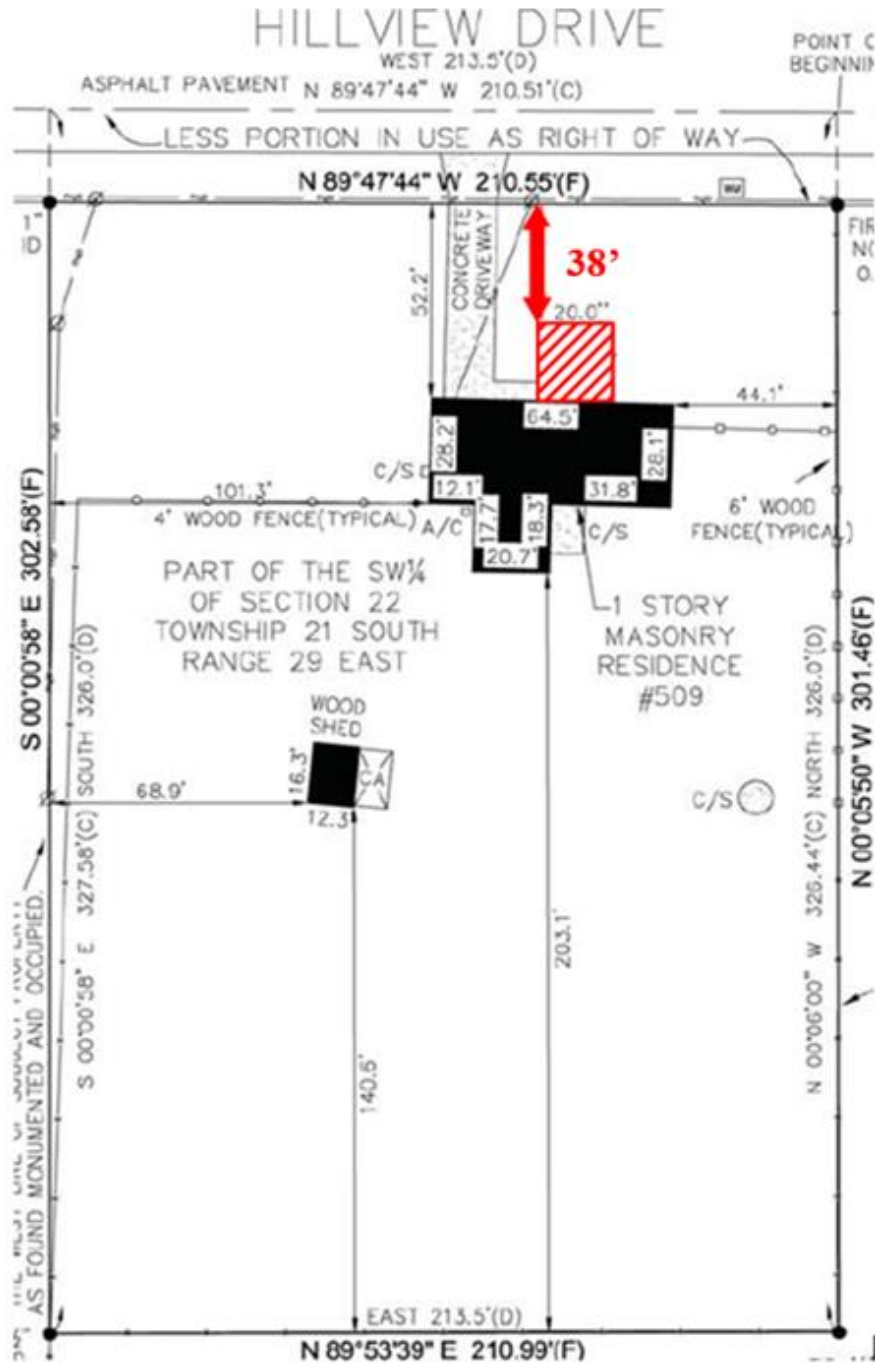 HILLVIEW DRIVE
WEST 213.5'(D)
POINT
BEGINNIN
ASPHALT PAVEMENT
N 89°47'44" W 210.51'(C)
LESS PORTION IN USE AS RIGHT OF WAY
N 89°47'44" W 210.55'(F)
WM
FIR
52.2'
CONCRETE
DRIVEWAY
38'
20.0"
44.1'
64.5'
28.2'
28.1'
C/S
12.1'
31.8'
101.3'
4' WOOD FENCE(TYPICAL)
A/C
17.7'
18.3'
20.7'
C/S
6' WOOD
FENCE(TYPICAL)
PART OF THE SW¼
OF SECTION 22
TOWNSHIP 21 SOUTH
RANGE 29 EAST
1 STORY
MASONRY
RESIDENCE
#509
S 00°00'58" E 302.58'(F)
S 00°00'58" E 327.58'(C) SOUTH 326.0'(D)
WOOD
SHED
16.3'
12.3'
CA
68.9'
C/S
N 00°06'00" W 326.44'(C) NORTH 326.0'(D)
N 00°05'50" W 301.46'(F)
203.1'
140.6'
AS FOUND MONUMENTED AND OCCUPIED.
EAST 213.5'(D)
N 89°53'39" E 210.99'(F)